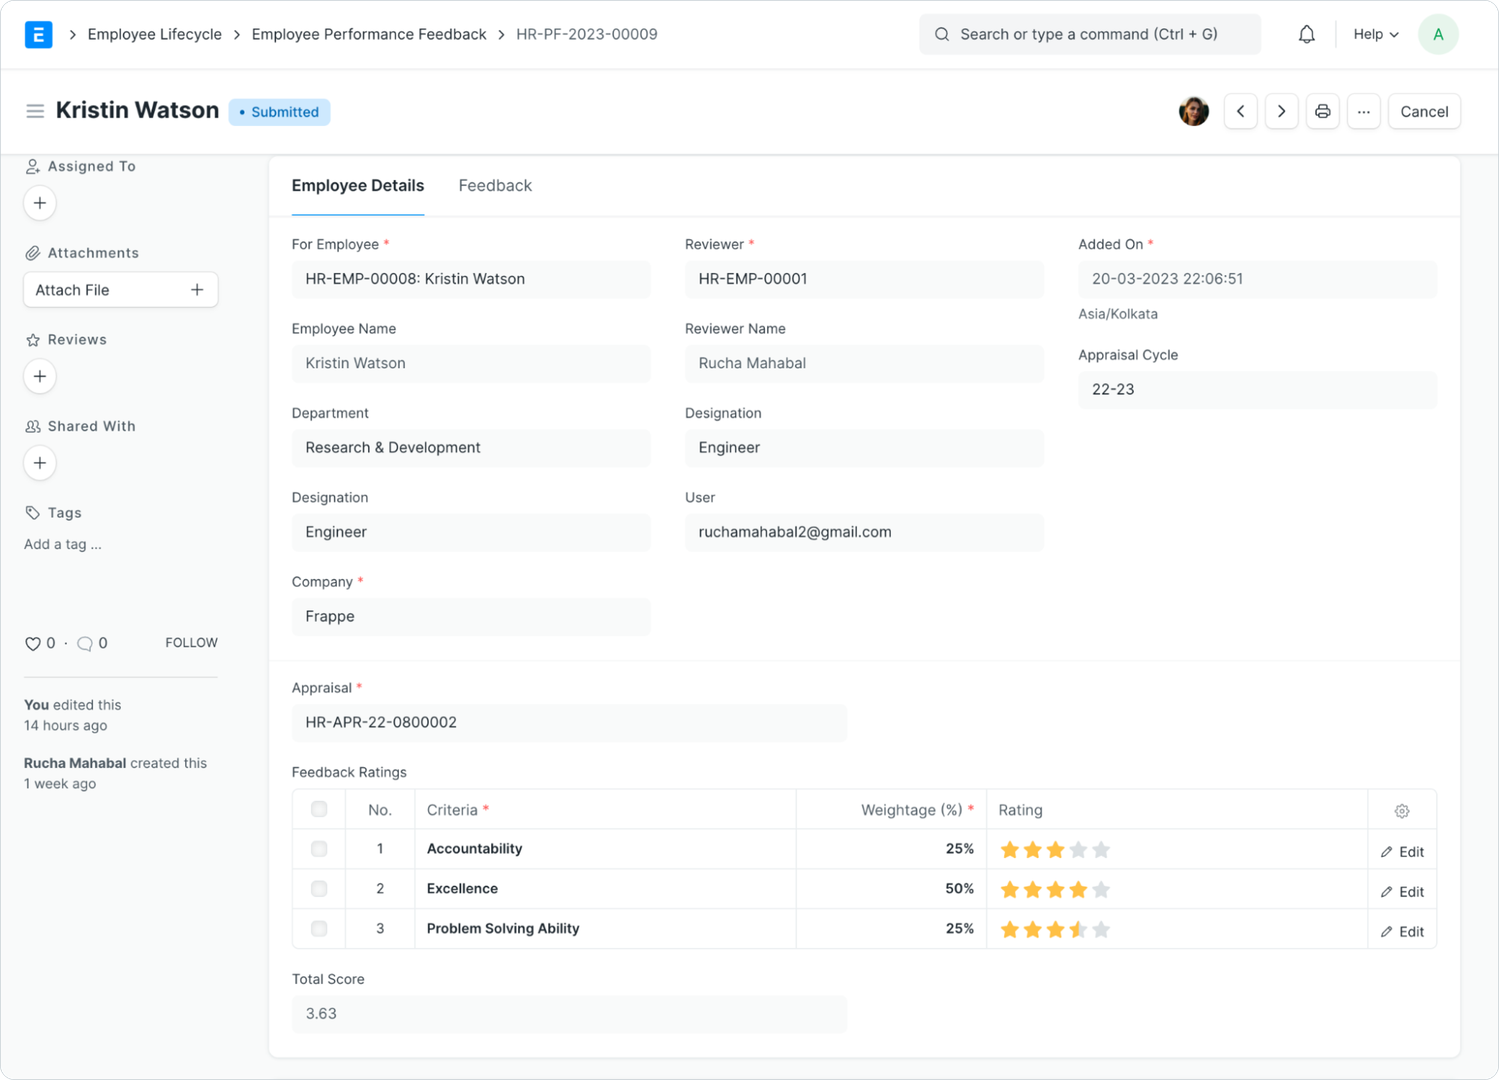 E > Employee Lifecycle > Employee Performance Feedback > HR-PF-2023-00009
Search or type a command (Ctrl + G)
Help
A
Kristin Watson
• Submitted
...
Cancel
Assigned To
+
Attachments
Attach File +
Reviews
+
Shared With
+
Tags
Add a tag ...
0 · 0 FOLLOW
You edited this
14 hours ago
Rucha Mahabal created this
1 week ago
Employee Details Feedback
For Employee *
HR-EMP-00008: Kristin Watson
Employee Name
Kristin Watson
Department
Research & Development
Designation
Engineer
Company *
Frappe
Reviewer *
HR-EMP-00001
Reviewer Name
Rucha Mahabal
Designation
Engineer
User
ruchamahabal2@gmail.com
Added On *
20-03-2023 22:06:51
Asia/Kolkata
Appraisal Cycle
22-23
Appraisal *
HR-APR-22-0800002
Feedback Ratings
No. Criteria * Weightage (%) * Rating
1 Accountability 25% Edit
2 Excellence 50% Edit
3 Problem Solving Ability 25% Edit
Total Score
3.63